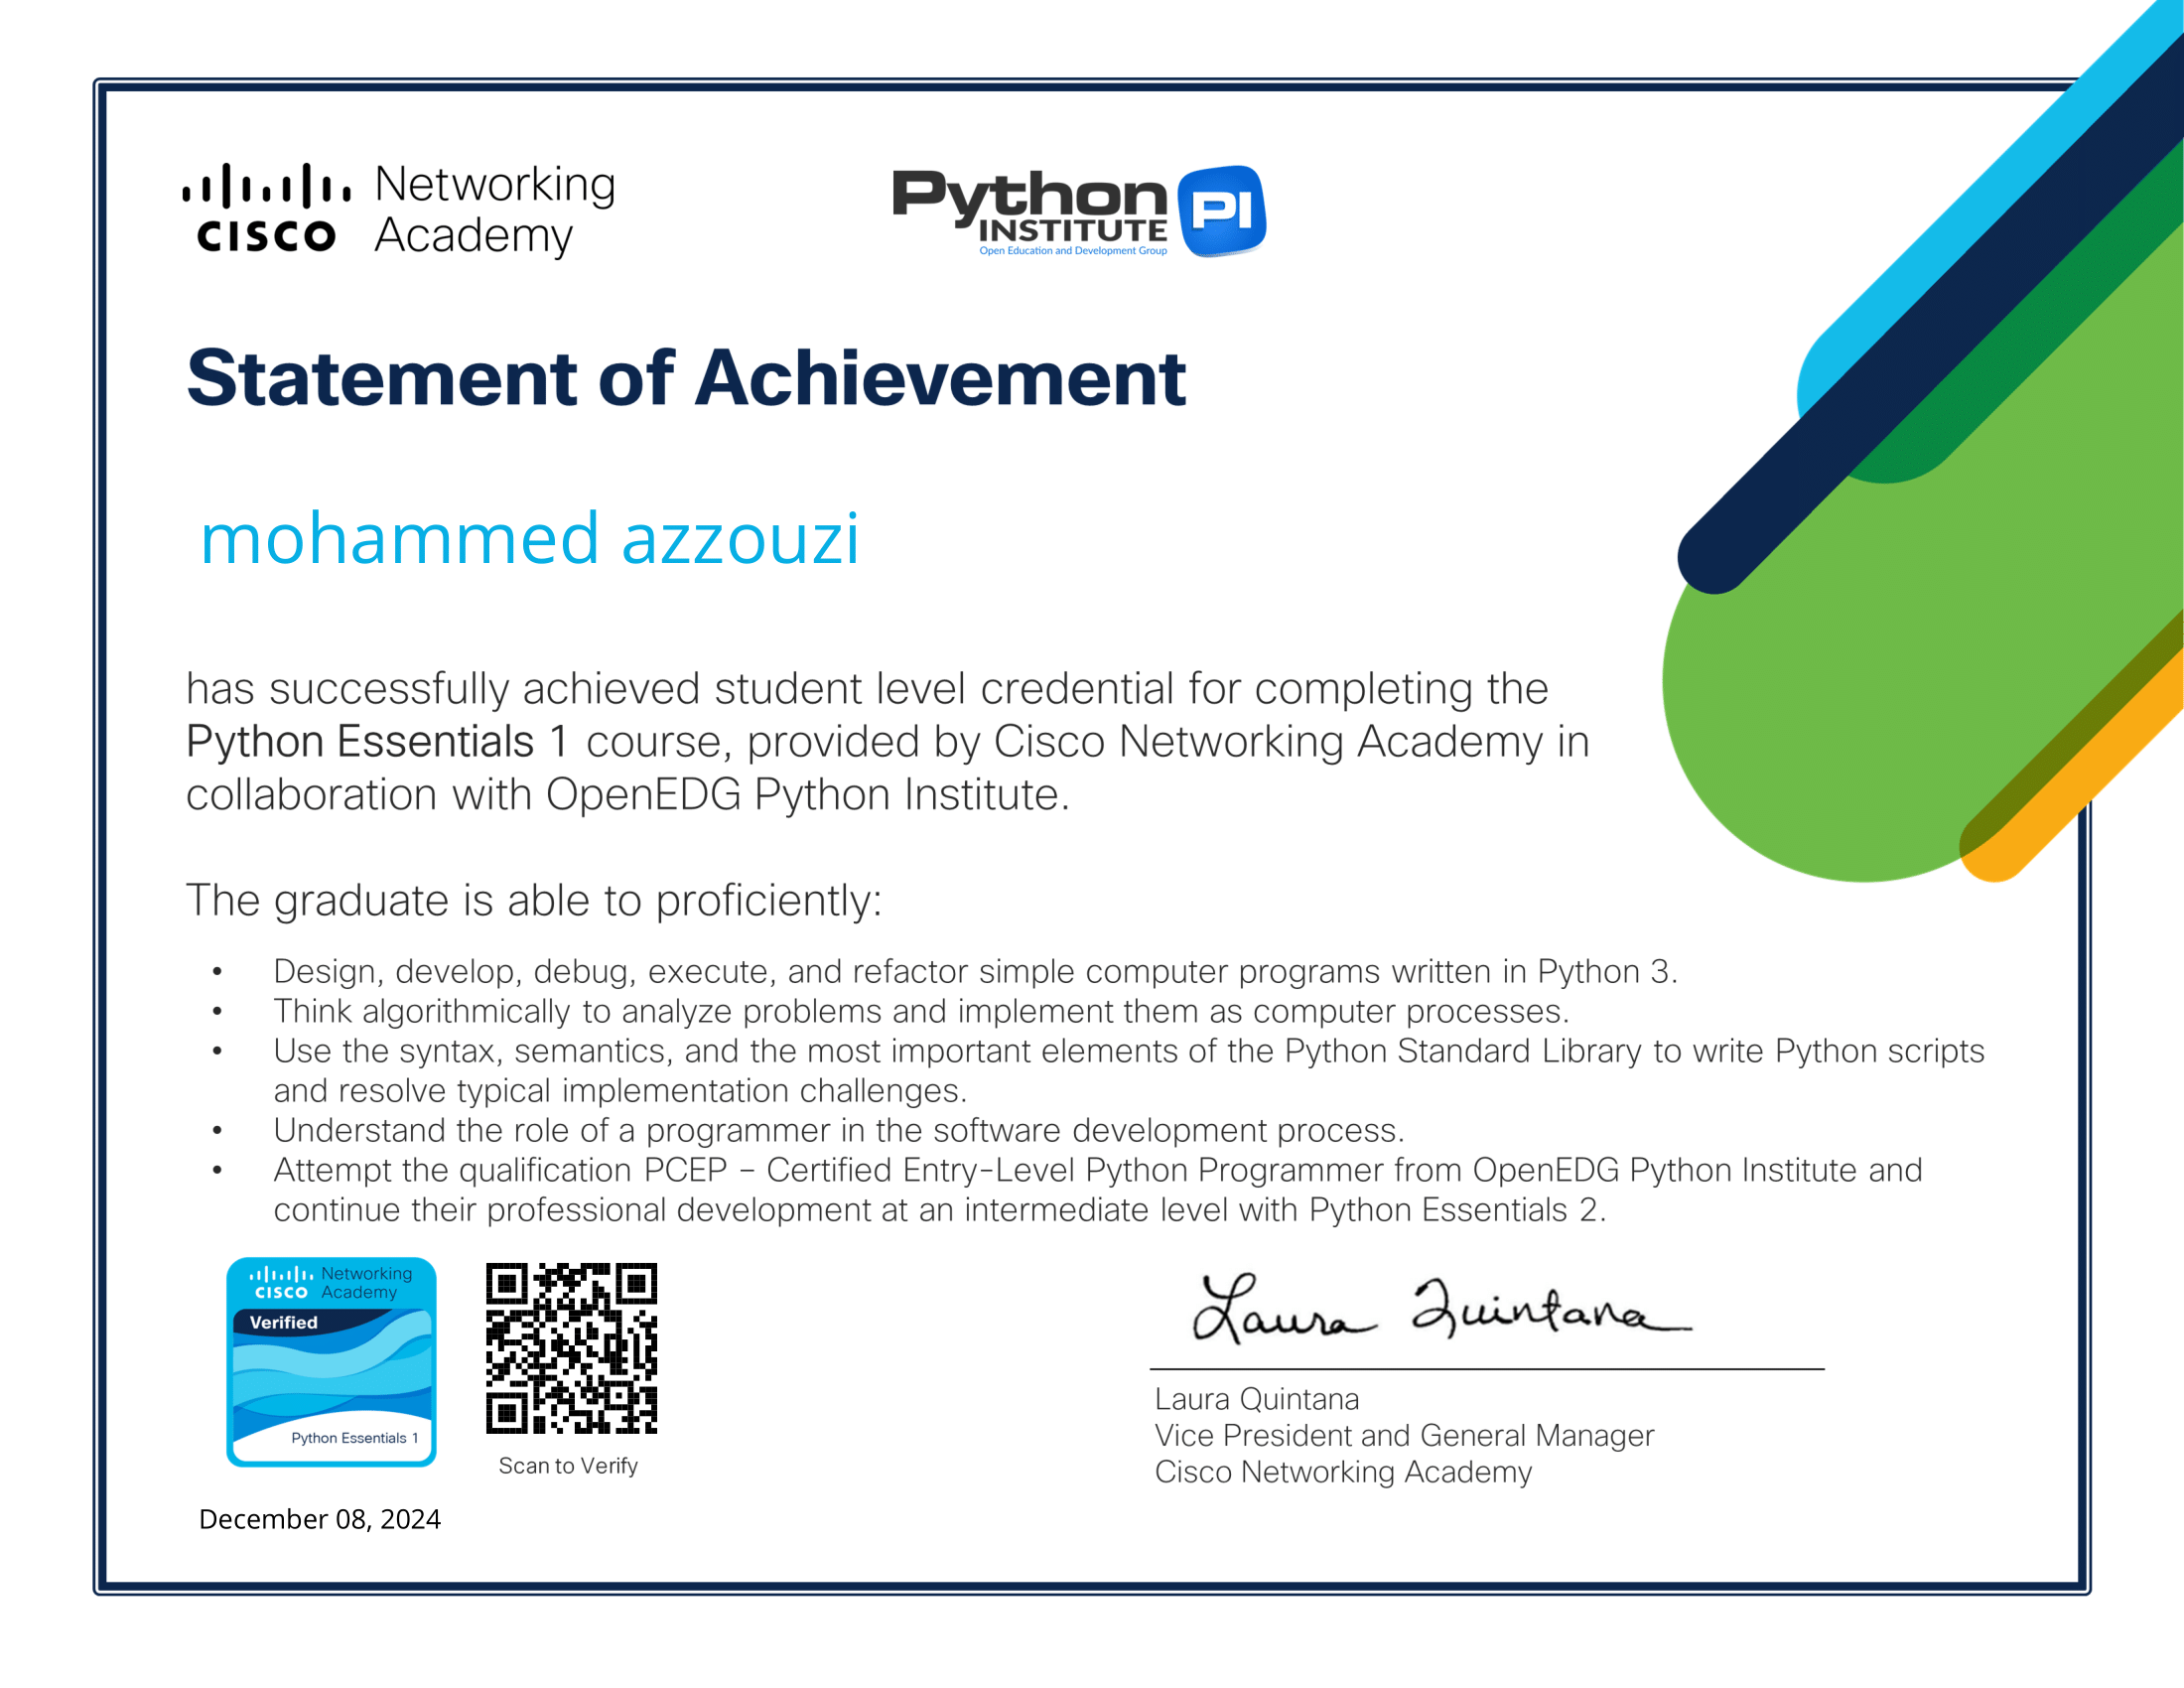 CISCO Networking Academy
Python INSTITUTE PI
Open Education and Development Group
Statement of Achievement
mohammed azzouzi
has successfully achieved student level credential for completing the
Python Essentials 1 course, provided by Cisco Networking Academy in
collaboration with OpenEDG Python Institute.
The graduate is able to proficiently:
• Design, develop, debug, execute, and refactor simple computer programs written in Python 3.
• Think algorithmically to analyze problems and implement them as computer processes.
• Use the syntax, semantics, and the most important elements of the Python Standard Library to write Python scripts
and resolve typical implementation challenges.
• Understand the role of a programmer in the software development process.
• Attempt the qualification PCEP – Certified Entry-Level Python Programmer from OpenEDG Python Institute and
continue their professional development at an intermediate level with Python Essentials 2.
CISCO Networking Academy
Verified
Python Essentials 1
Scan to Verify
Laura Quintana
Laura Quintana
Vice President and General Manager
Cisco Networking Academy
December 08, 2024